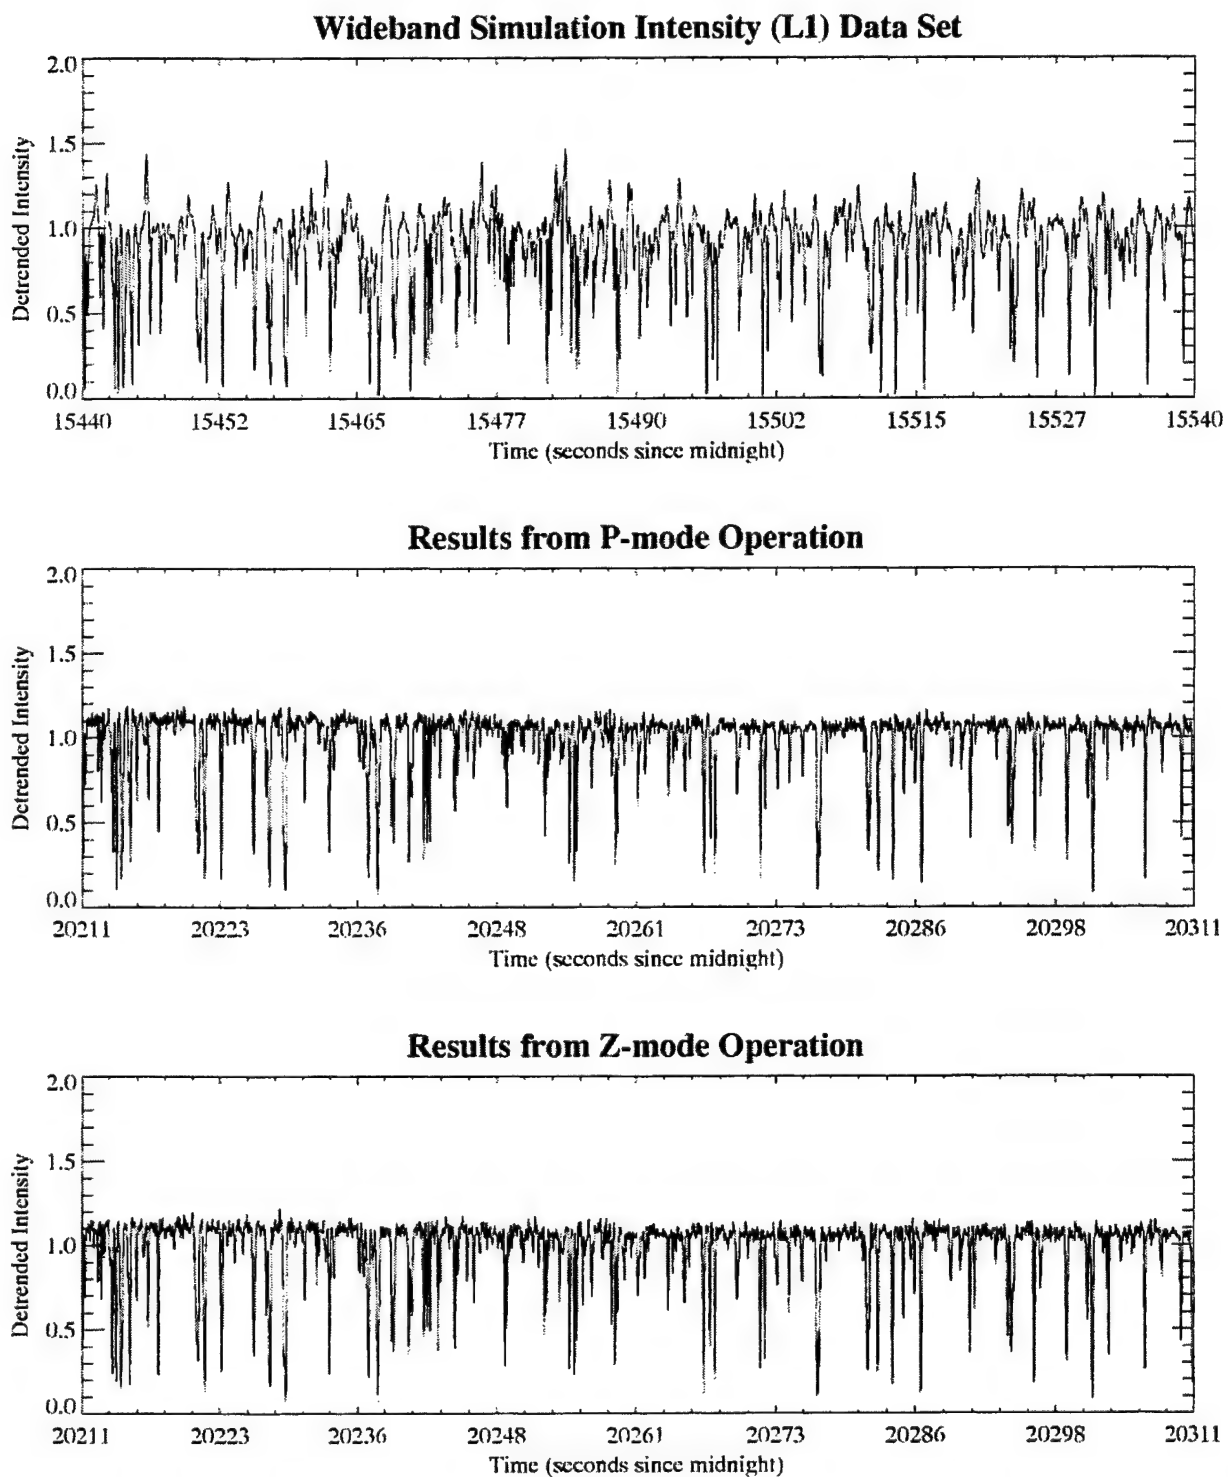 Wideband Simulation Intensity (L1) Data Set
2.0
1.5
1.0
0.5
0.0
Detrended Intensity
15440 15452 15465 15477 15490 15502 15515 15527 15540
Time (seconds since midnight)
Results from P-mode Operation
2.0
1.5
1.0
0.5
0.0
Detrended Intensity
20211 20223 20236 20248 20261 20273 20286 20298 20311
Time (seconds since midnight)
Results from Z-mode Operation
2.0
1.5
1.0
0.5
0.0
Detrended Intensity
20211 20223 20236 20248 20261 20273 20286 20298 20311
Time (seconds since midnight)